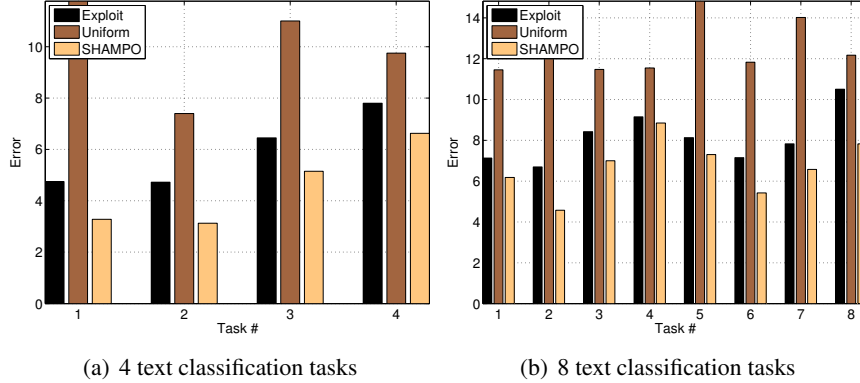 Exploit
Uniform
SHAMPO
10
8
6
4
2
0
Error
1 2 3 4
Task #
(a) 4 text classification tasks
Exploit
Uniform
SHAMPO
14
12
10
8
6
4
2
0
Error
1 2 3 4 5 6 7 8
Task #
(b) 8 text classification tasks